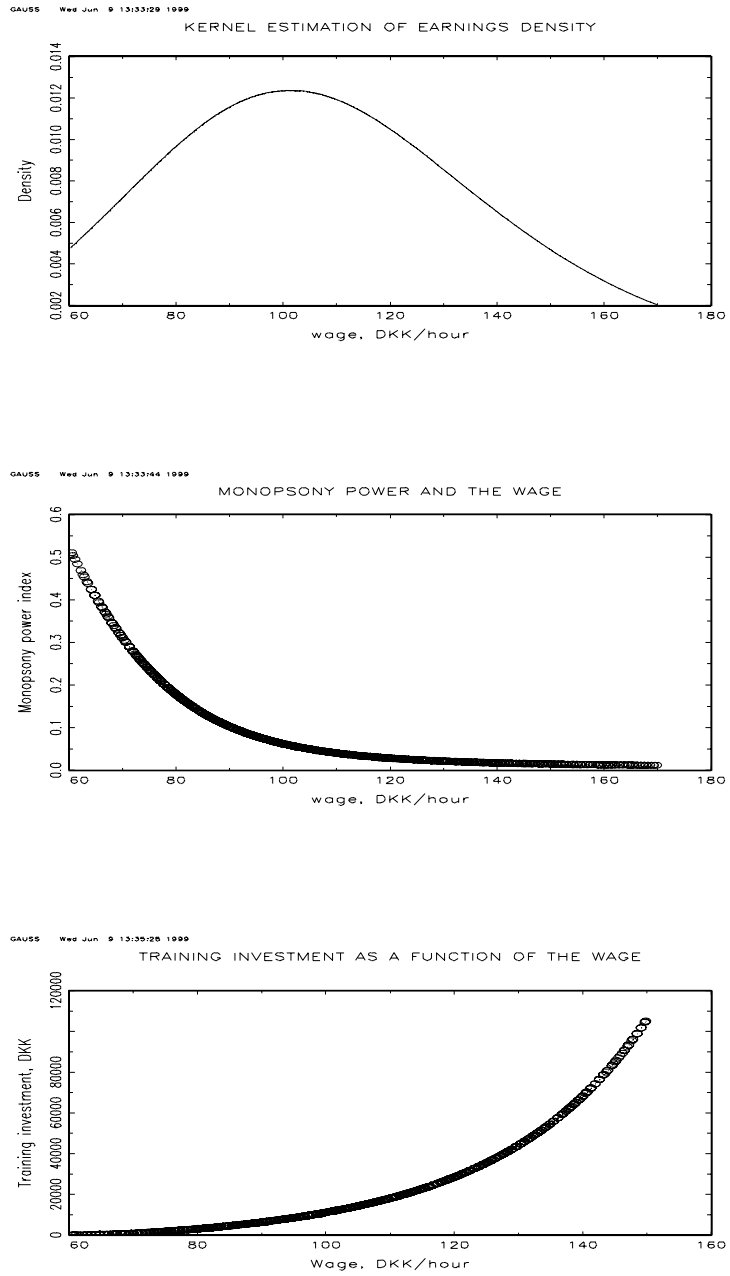 GAUSS Wed Jun 9 13:33:29 1999
KERNEL ESTIMATION OF EARNINGS DENSITY
Density
0.014
0.012
0.010
0.008
0.006
0.004
0.002
60 80 100 120 140 160 180
wage, DKK/hour
GAUSS Wed Jun 9 13:33:44 1999
MONOPSONY POWER AND THE WAGE
Monopsony power index
0.6
0.5
0.4
0.3
0.2
0.1
0.0
60 80 100 120 140 160 180
wage, DKK/hour
GAUSS Wed Jun 9 13:35:28 1999
TRAINING INVESTMENT AS A FUNCTION OF THE WAGE
Training investment, DKK
120000
80000
60000
40000
20000
0
60 80 100 120 140 160
Wage, DKK/hour